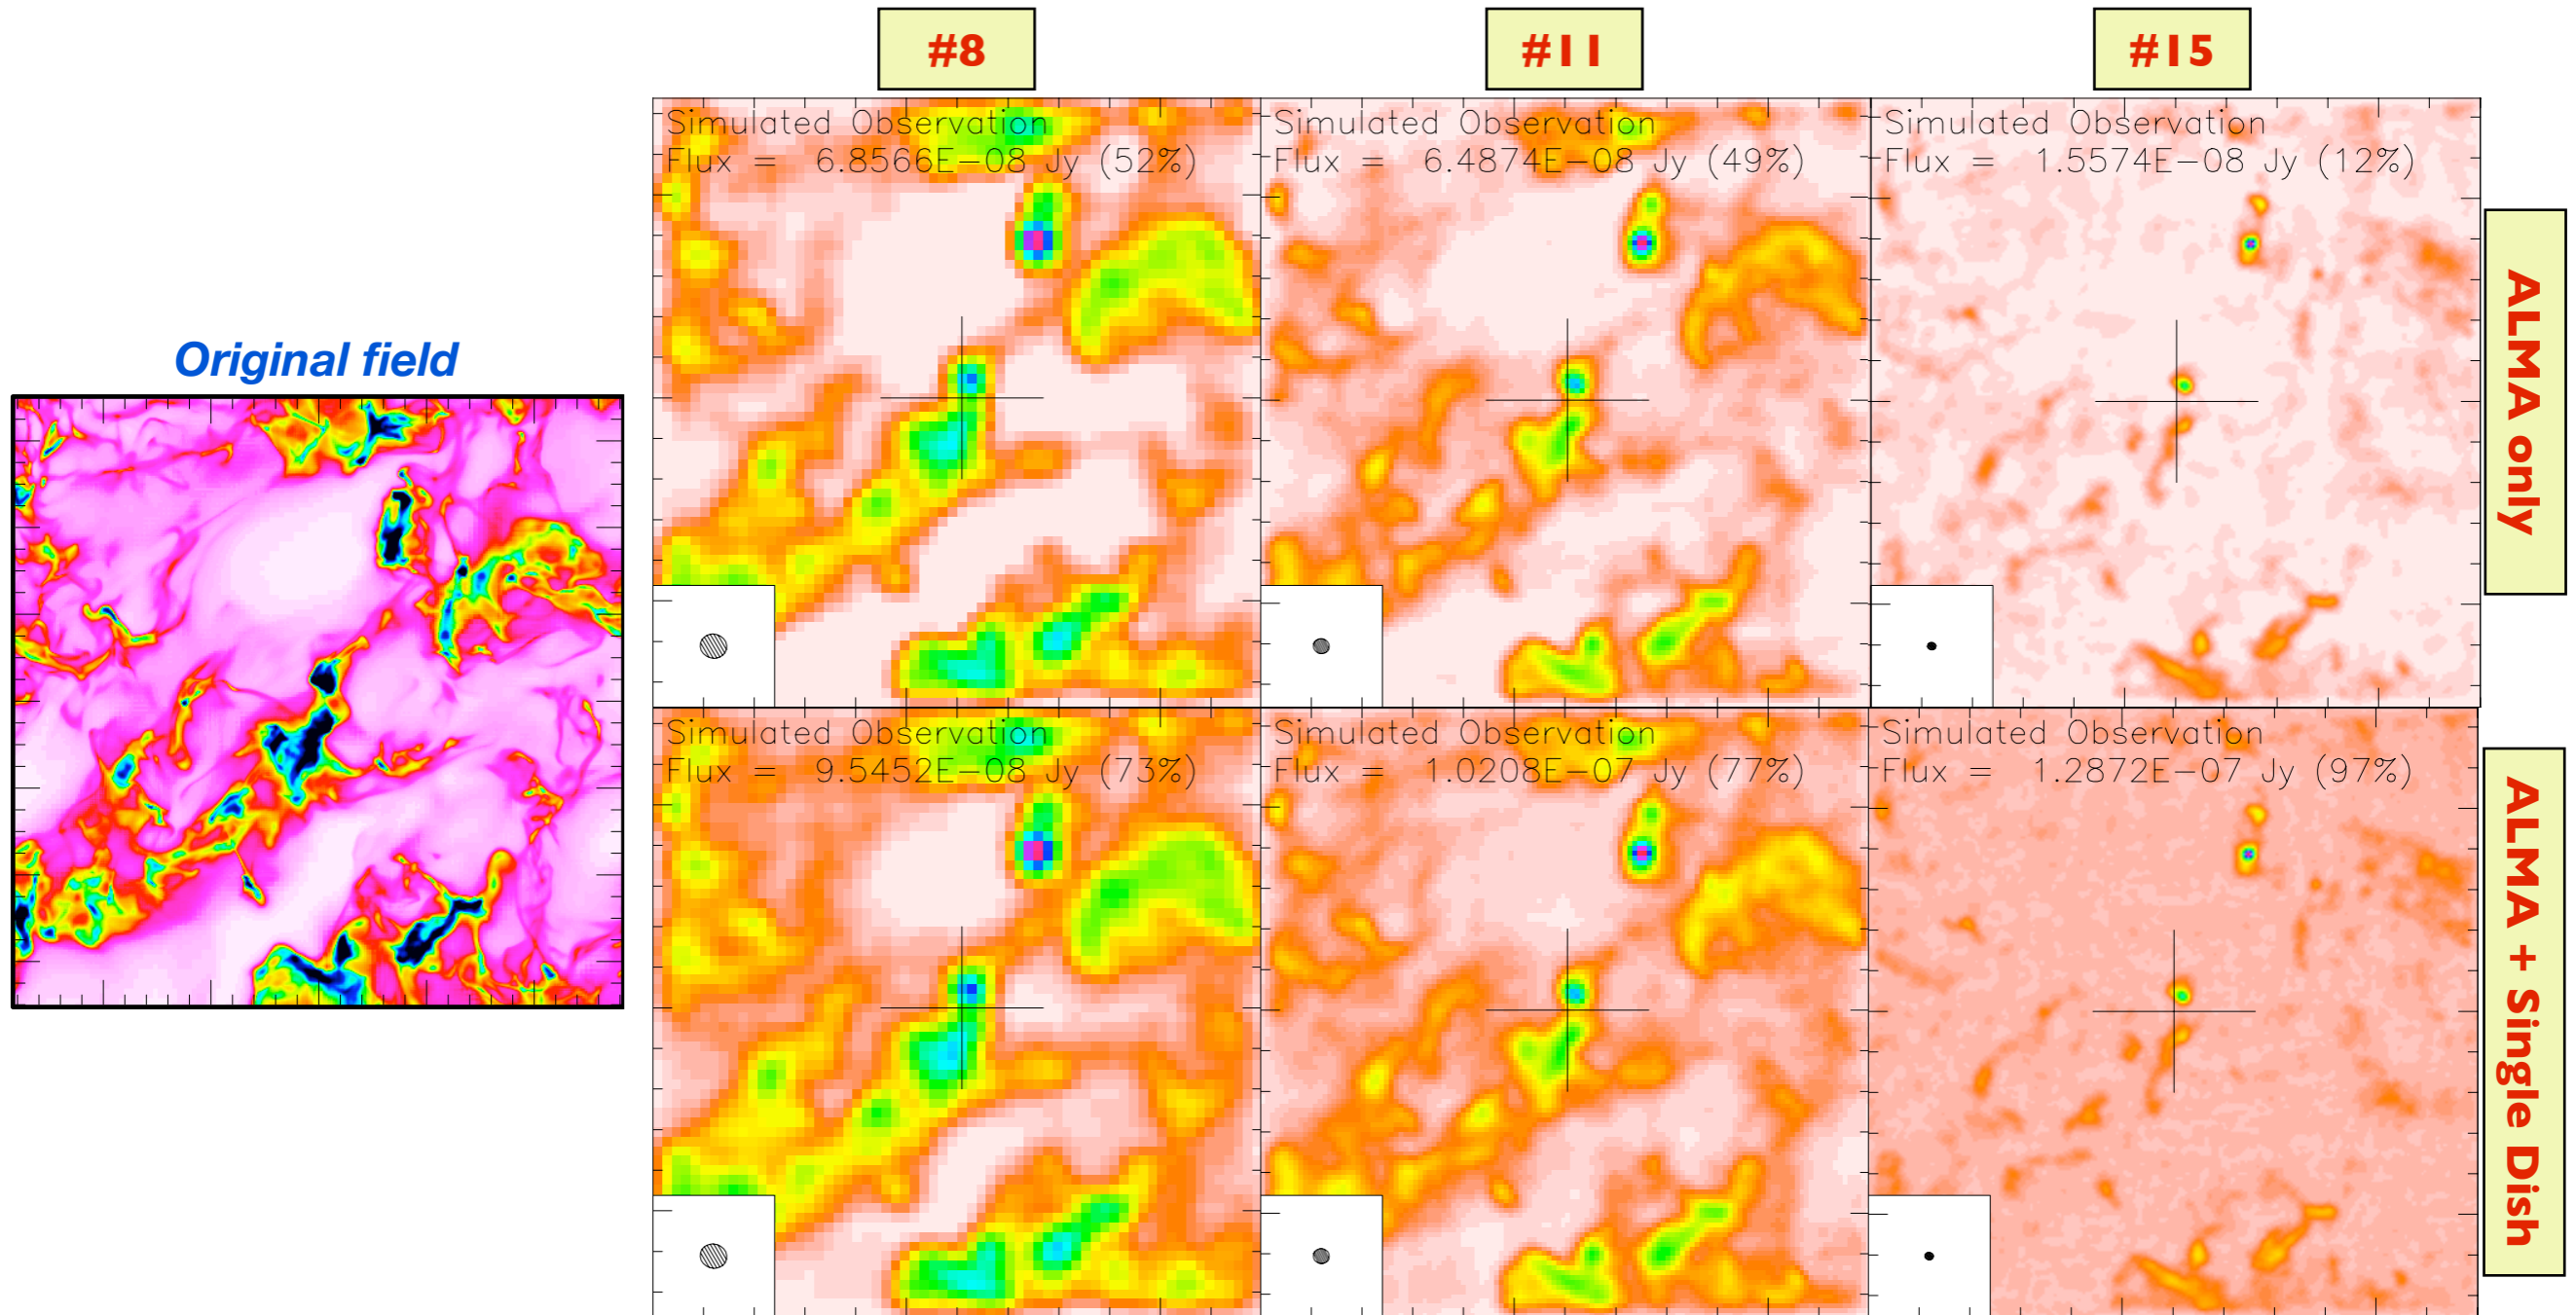 #8
#11
#15
Original field
Simulated Observation
Flux = 6.8566E-08 Jy (52%)
Simulated Observation
Flux = 6.4874E-08 Jy (49%)
Simulated Observation
Flux = 1.5574E-08 Jy (12%)
ALMA only
Simulated Observation
Flux = 9.5452E-08 Jy (73%)
Simulated Observation
Flux = 1.0208E-07 Jy (77%)
Simulated Observation
Flux = 1.2872E-07 Jy (97%)
ALMA + Single Dish